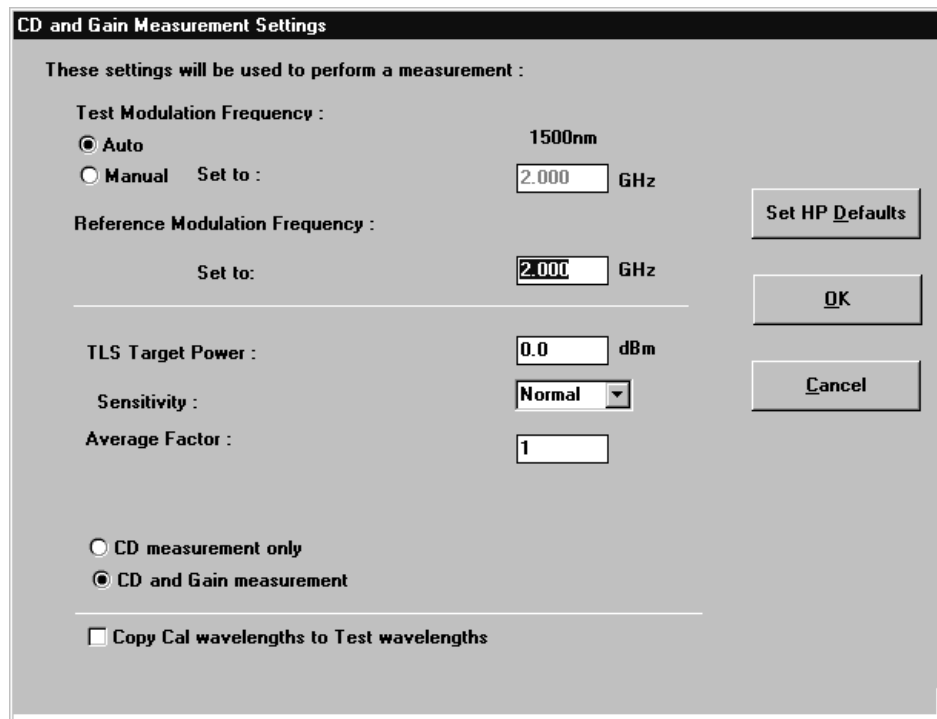 CD and Gain Measurement Settings
These settings will be used to perform a measurement :
Test Modulation Frequency :
Auto
1500nm
Manual Set to : 2.000 GHz
Reference Modulation Frequency :
Set HP Defaults
Set to: 2.000 GHz
OK
TLS Target Power : 0.0 dBm
Cancel
Sensitivity : Normal
Average Factor : 1
CD measurement only
CD and Gain measurement
Copy Cal wavelengths to Test wavelengths